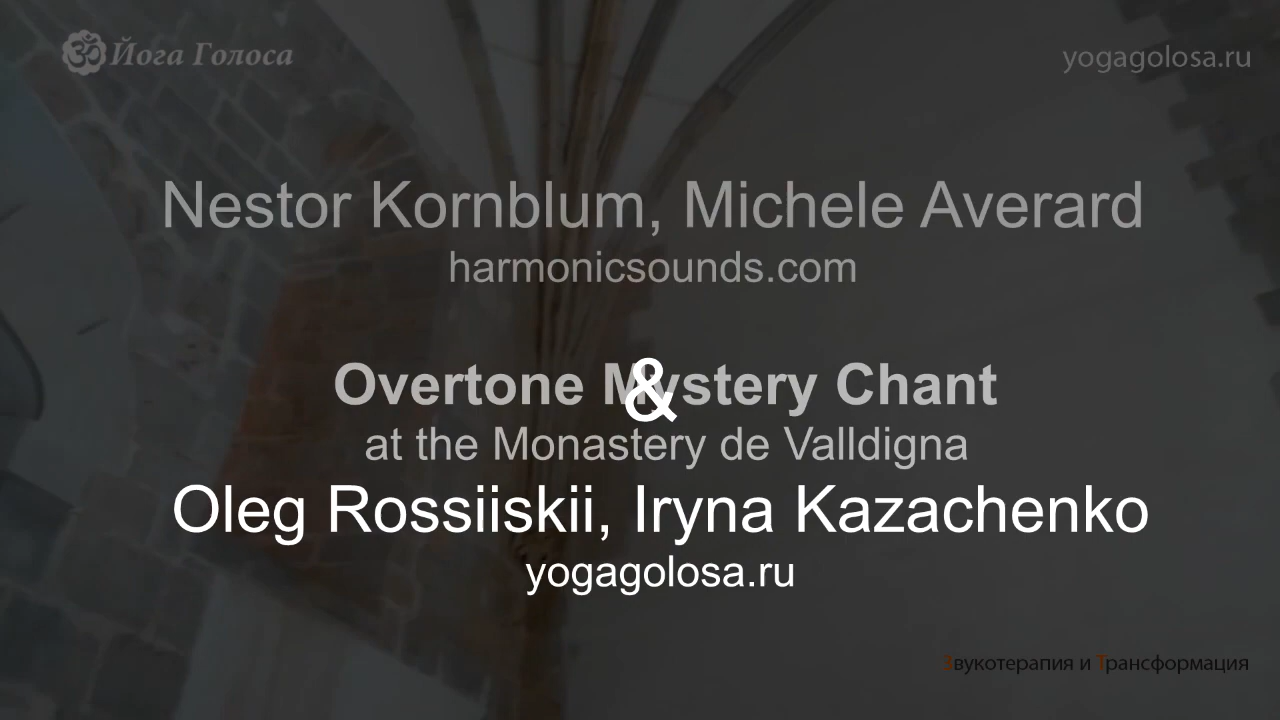 ॐ Йога Голоса
yogagolosa.ru
Nestor Kornblum, Michele Averard
harmonicsounds.com
Overtone Mystery Chant
&
at the Monastery de Valldigna
Oleg Rossiiskii, Iryna Kazachenko
yogagolosa.ru
Звукотерапия и Трансформация